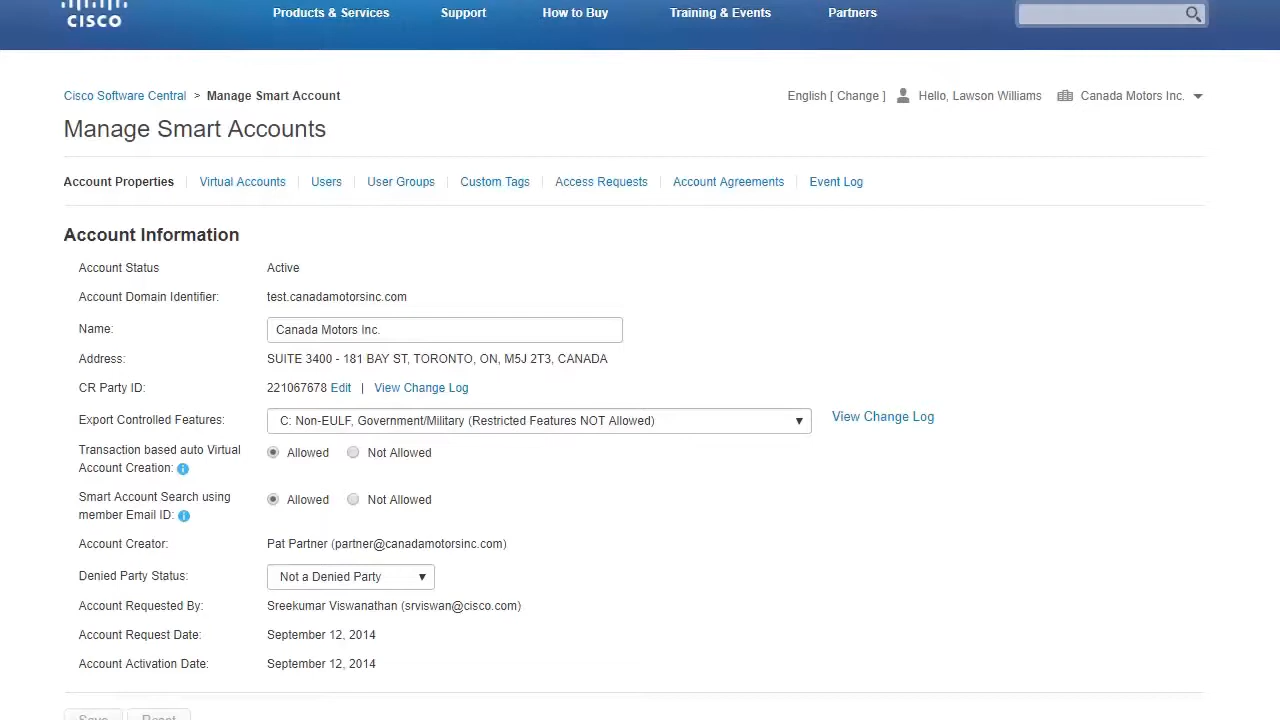 CISCO
Products & Services
Support
How to Buy
Training & Events
Partners
Cisco Software Central > Manage Smart Account
English [ Change ] Hello, Lawson Williams Canada Motors Inc.
Manage Smart Accounts
Account Properties
Virtual Accounts
Users
User Groups
Custom Tags
Access Requests
Account Agreements
Event Log
Account Information
Account Status Active
Account Domain Identifier: test.canadamotorsinc.com
Name: Canada Motors Inc.
Address: SUITE 3400 - 181 BAY ST, TORONTO, ON, M5J 2T3, CANADA
CR Party ID: 221067678 Edit | View Change Log
Export Controlled Features: C: Non-EULF, Government/Military (Restricted Features NOT Allowed) View Change Log
Transaction based auto Virtual
Account Creation: Allowed Not Allowed
Smart Account Search using
member Email ID: Allowed Not Allowed
Account Creator: Pat Partner (partner@canadamotorsinc.com)
Denied Party Status: Not a Denied Party
Account Requested By: Sreekumar Viswanathan (srviswan@cisco.com)
Account Request Date: September 12, 2014
Account Activation Date: September 12, 2014
Save Reset